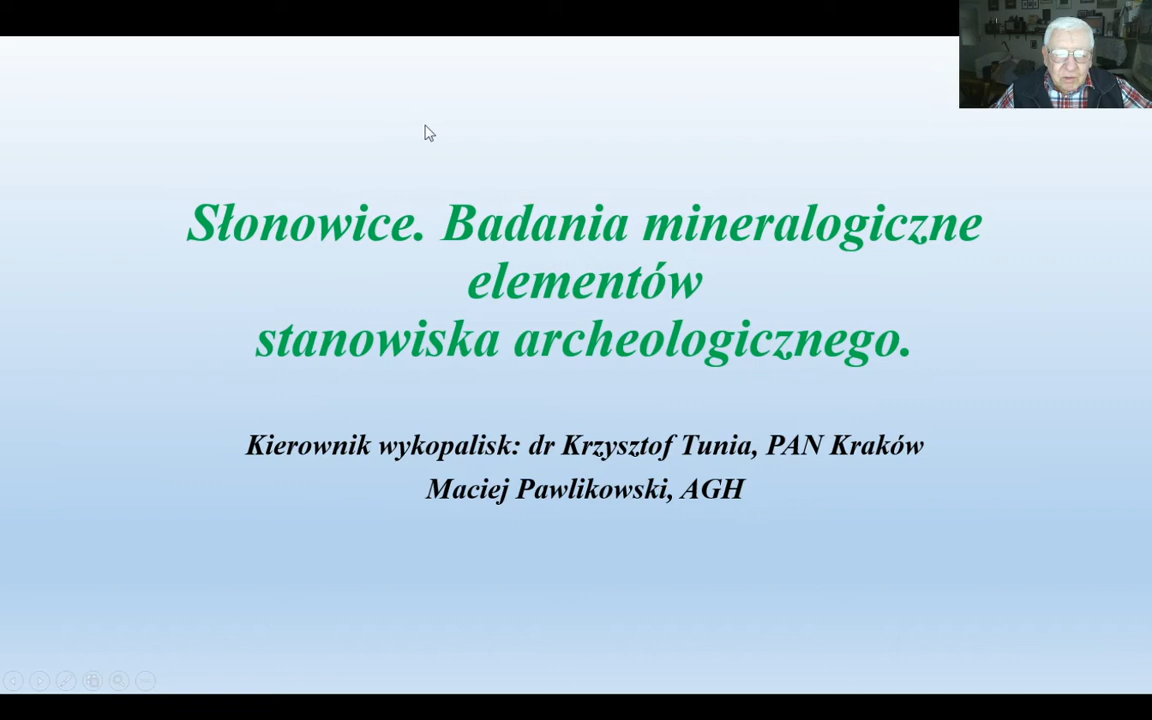 Słonowice. Badania mineralogiczne
elementów
stanowiska archeologicznego.
Kierownik wykopalisk: dr Krzysztof Tunia, PAN Kraków
Maciej Pawlikowski, AGH